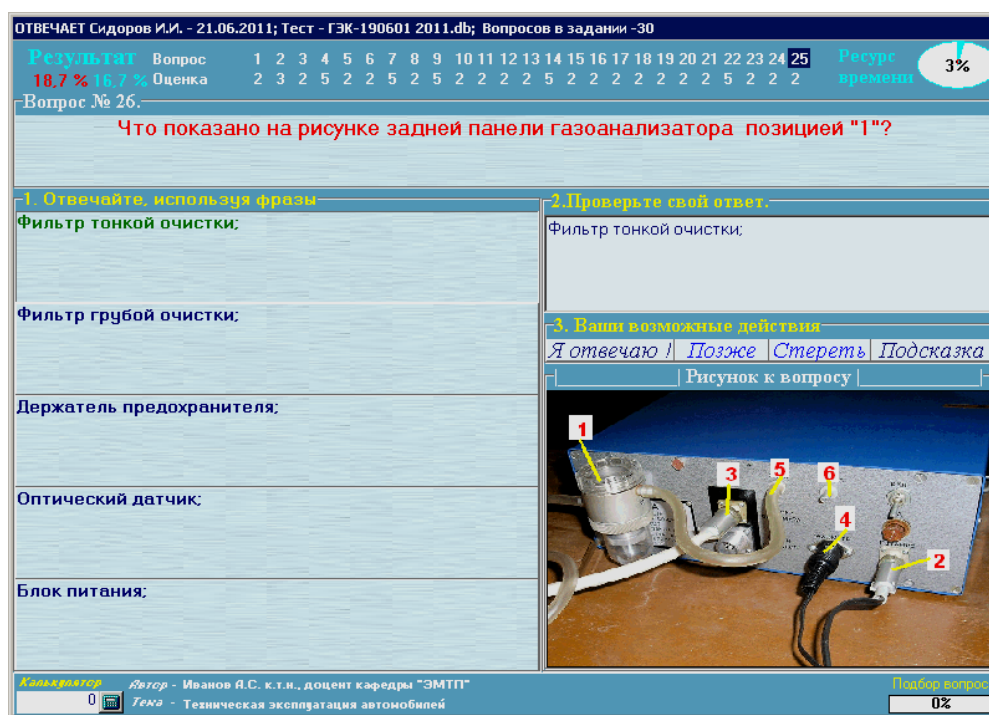 ОТВЕЧАЕТ Сидоров И.И. - 21.06.2011; Тест - ГЭК-190601 2011.db; Вопросов в задании -30
Результат Вопрос 1 2 3 4 5 6 7 8 9 10 11 12 13 14 15 16 17 18 19 20 21 22 23 24 25 Ресурс
18,7 % 16,7 % Оценка 2 3 2 5 2 2 5 2 5 2 2 2 2 5 2 2 2 2 2 2 2 5 2 2 2 времени 3%
Вопрос № 26.
Что показано на рисунке задней панели газоанализатора позицией "1"?
1. Отвечайте, используя фразы
Фильтр тонкой очистки;
Фильтр грубой очистки;
Держатель предохранителя;
Оптический датчик;
Блок питания;
2.Проверьте свой ответ.
Фильтр тонкой очистки;
3. Ваши возможные действия
Я отвечаю ! Позже Стереть Подсказка
Рисунок к вопросу
1
3
5
6
4
2
ВКЛ
Калькулятор
0
Автор - Иванов А.С. к.т.н., доцент кафедры "ЭМТП"
Тема - Техническая эксплуатация автомобилей
Подбор вопрос
0%